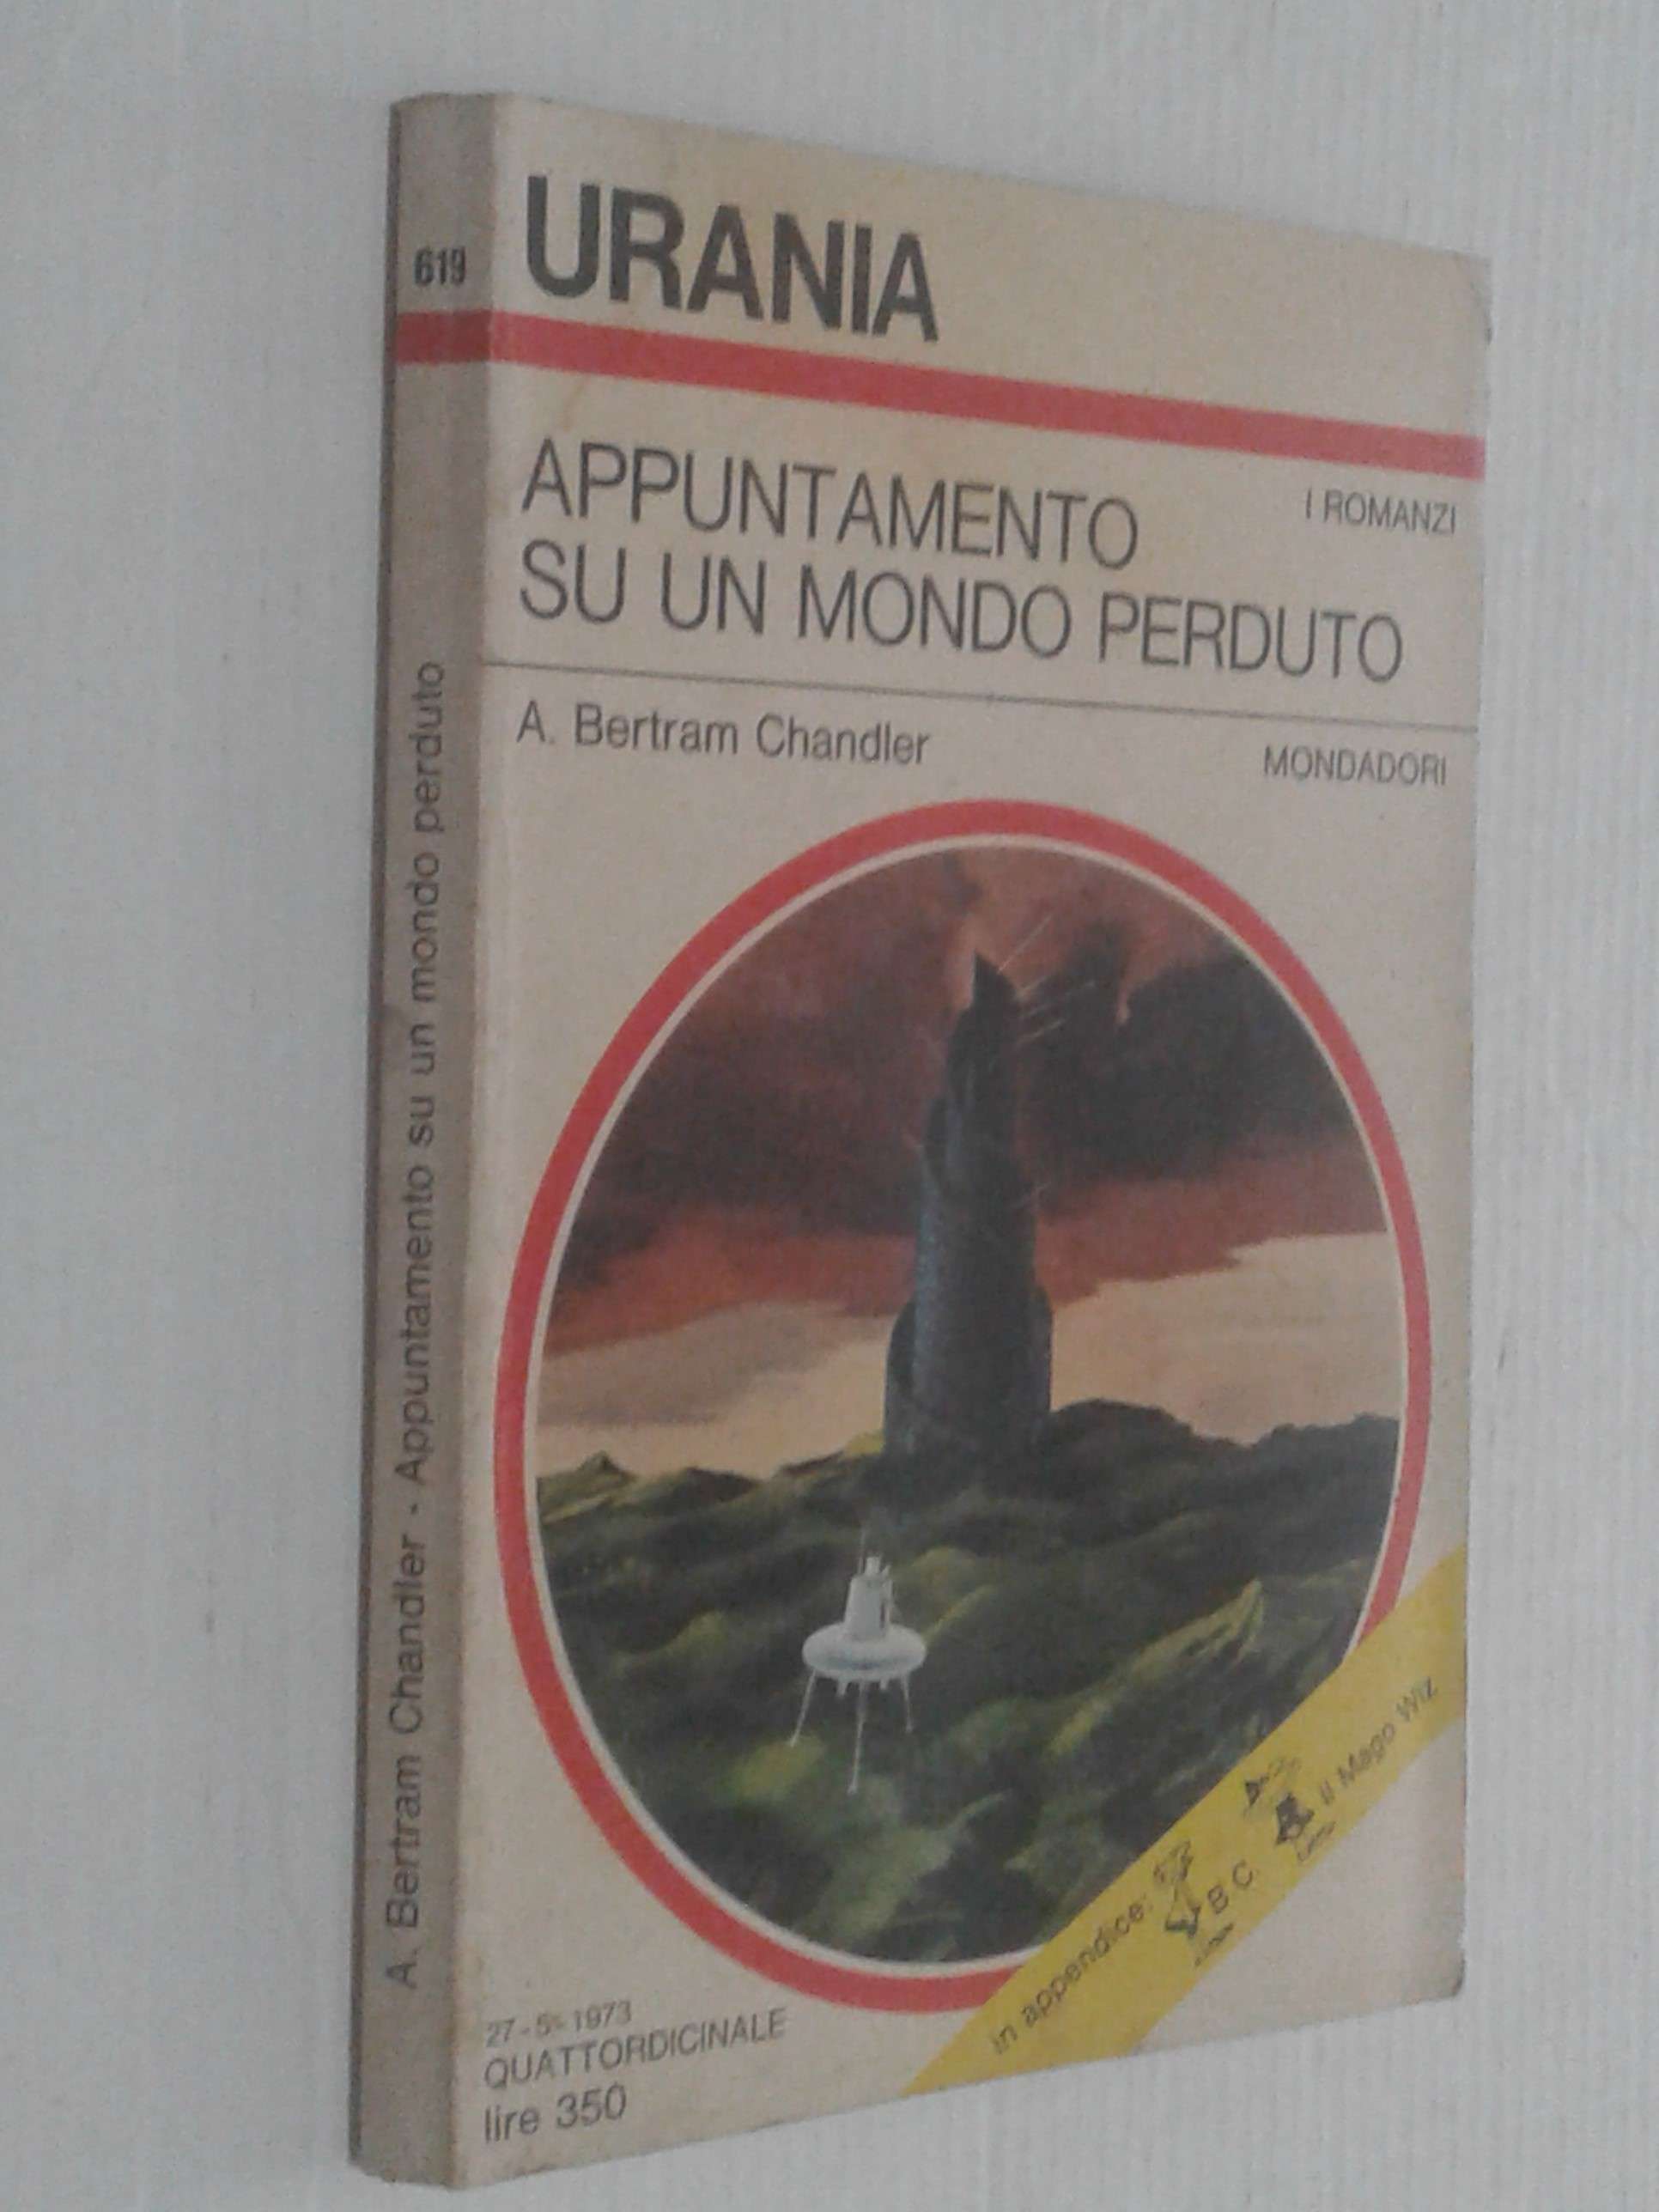 619
URANIA
I ROMANZI
APPUNTAMENTO
SU UN MONDO PERDUTO
A. Bertram Chandler
MONDADORI
A. Bertram Chandler - Appuntamento su un mondo perduto
in appendice: B.C. Il Mago Wiz
27-5-1973
QUATTORDICINALE
lire 350